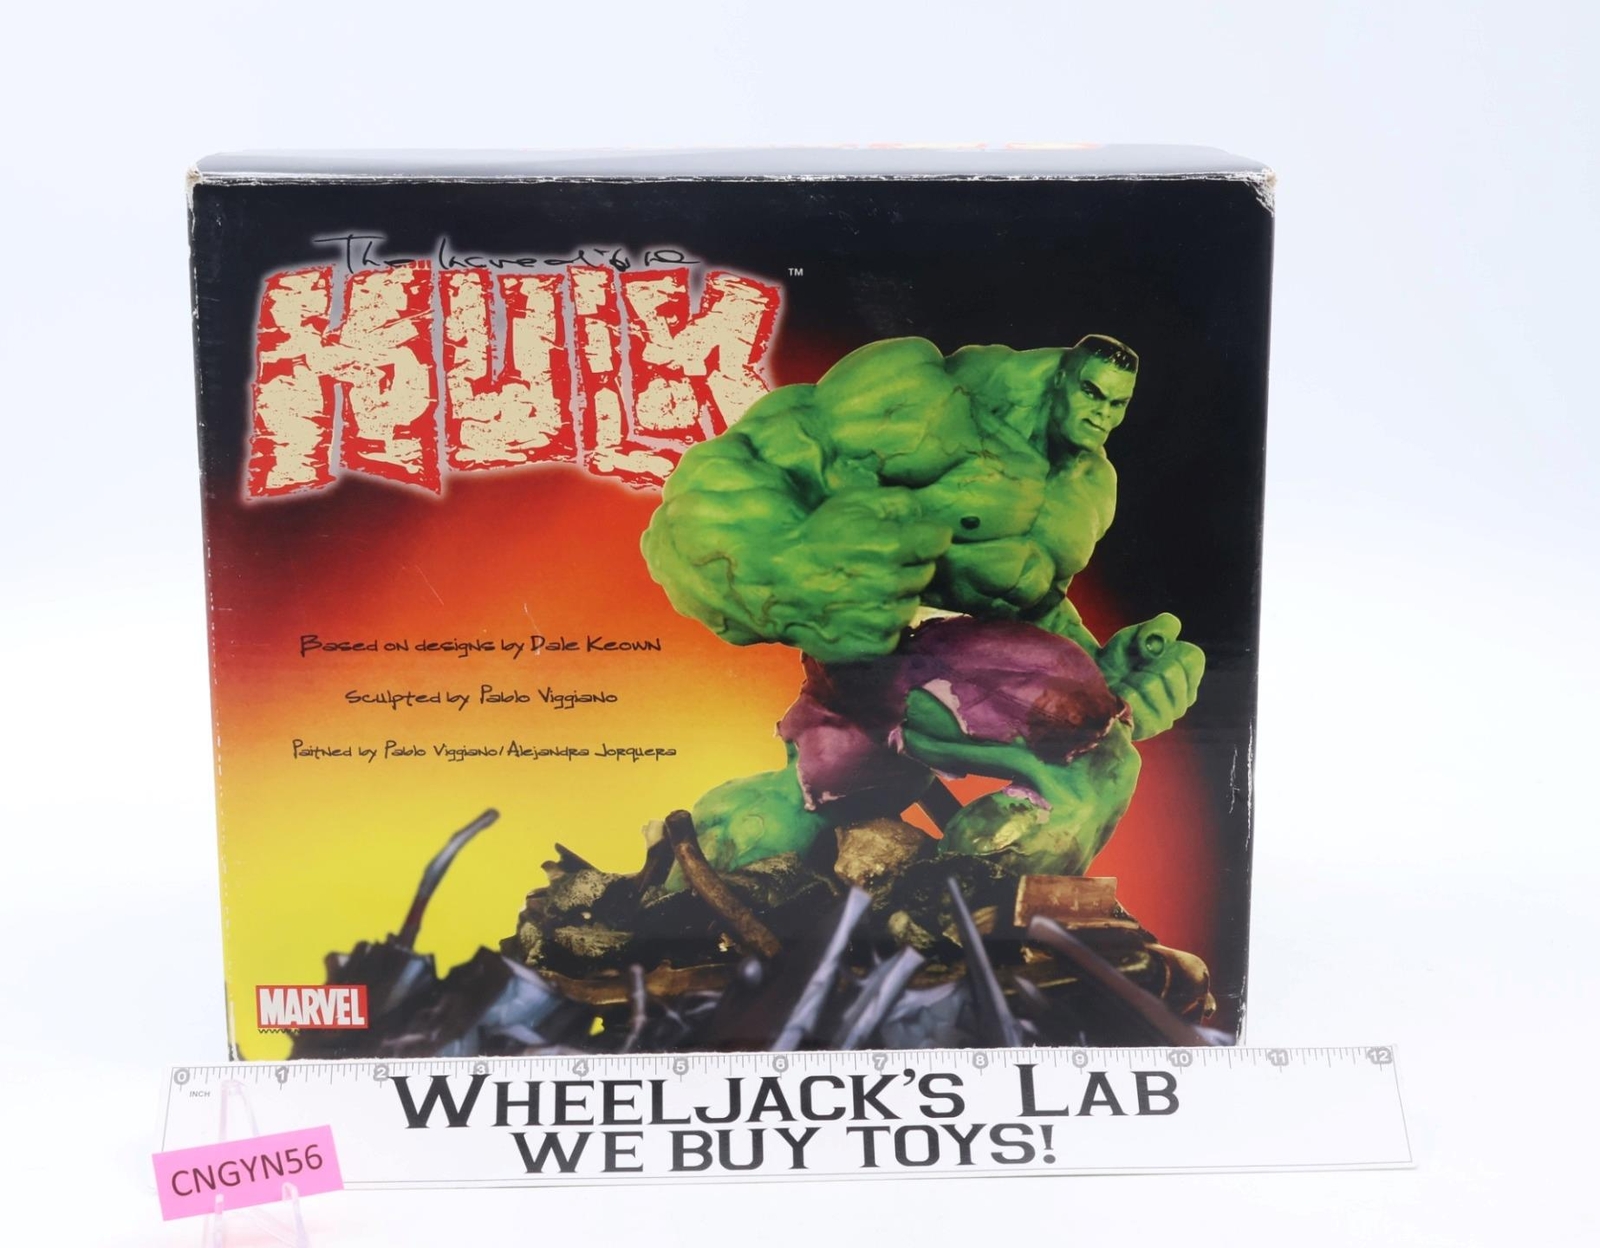 The Incredible
HULK
TM
Based on designs by Dale Keown
Sculpted by Pablo Viggiano
Paitned by Pablo Viggiano/Alejandra Jorquera
MARVEL
0 1 2 3 4 5 6 7 8 9 10 11 12
INCH
WHEELJACK'S LAB
WE BUY TOYS!
CNGYN56